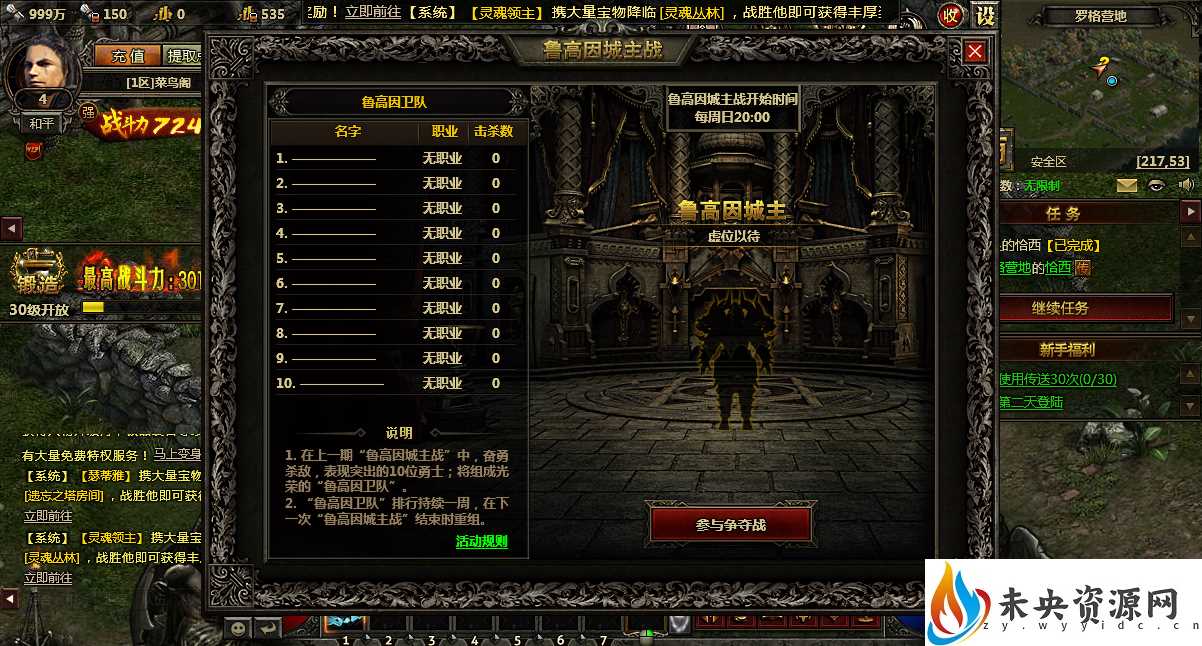 999万
150
0
535
励！立即前往【系统】【灵魂领主】携大量宝物降临[灵魂丛林]，战胜他即可获得丰厚
收
设
罗格营地
充值
提取
[1区]菜鸟阁
4
和平
强
战斗力724
VIP
鲁高因城主战
鲁高因卫队
名字 职业 击杀数
1. 无职业 0
2. 无职业 0
3. 无职业 0
4. 无职业 0
5. 无职业 0
6. 无职业 0
7. 无职业 0
8. 无职业 0
9. 无职业 0
10. 无职业 0
说明
1. 在上一期“鲁高因城主战”中，奋勇
杀敌，表现突出的10位勇士；将组成光
荣的“鲁高因卫队”。
2. “鲁高因卫队”排行持续一周，在下
一次“鲁高因城主战”结束时重组。
活动规则
鲁高因城主战开始时间
每周日20:00
鲁高因城主
虚位以待
参与争夺战
锻造
最高战斗力:301
30级开放
有大量免费特权服务！马上变身
【系统】【瑟蒂雅】携大量宝物
[遗忘之塔房间]，战胜他即可获
立即前往
【系统】【灵魂领主】携大量宝
[灵魂丛林]，战胜他即可获得丰
立即前往
?
安全区
[217,53]
数：无限制
任务
的恰西【已完成】
营地的恰西 传
继续任务
新手福利
使用传送30次(0/30)
第二天登陆
1 2 3 4 5 6 7
未央资源网
zy.wyyidc.cn